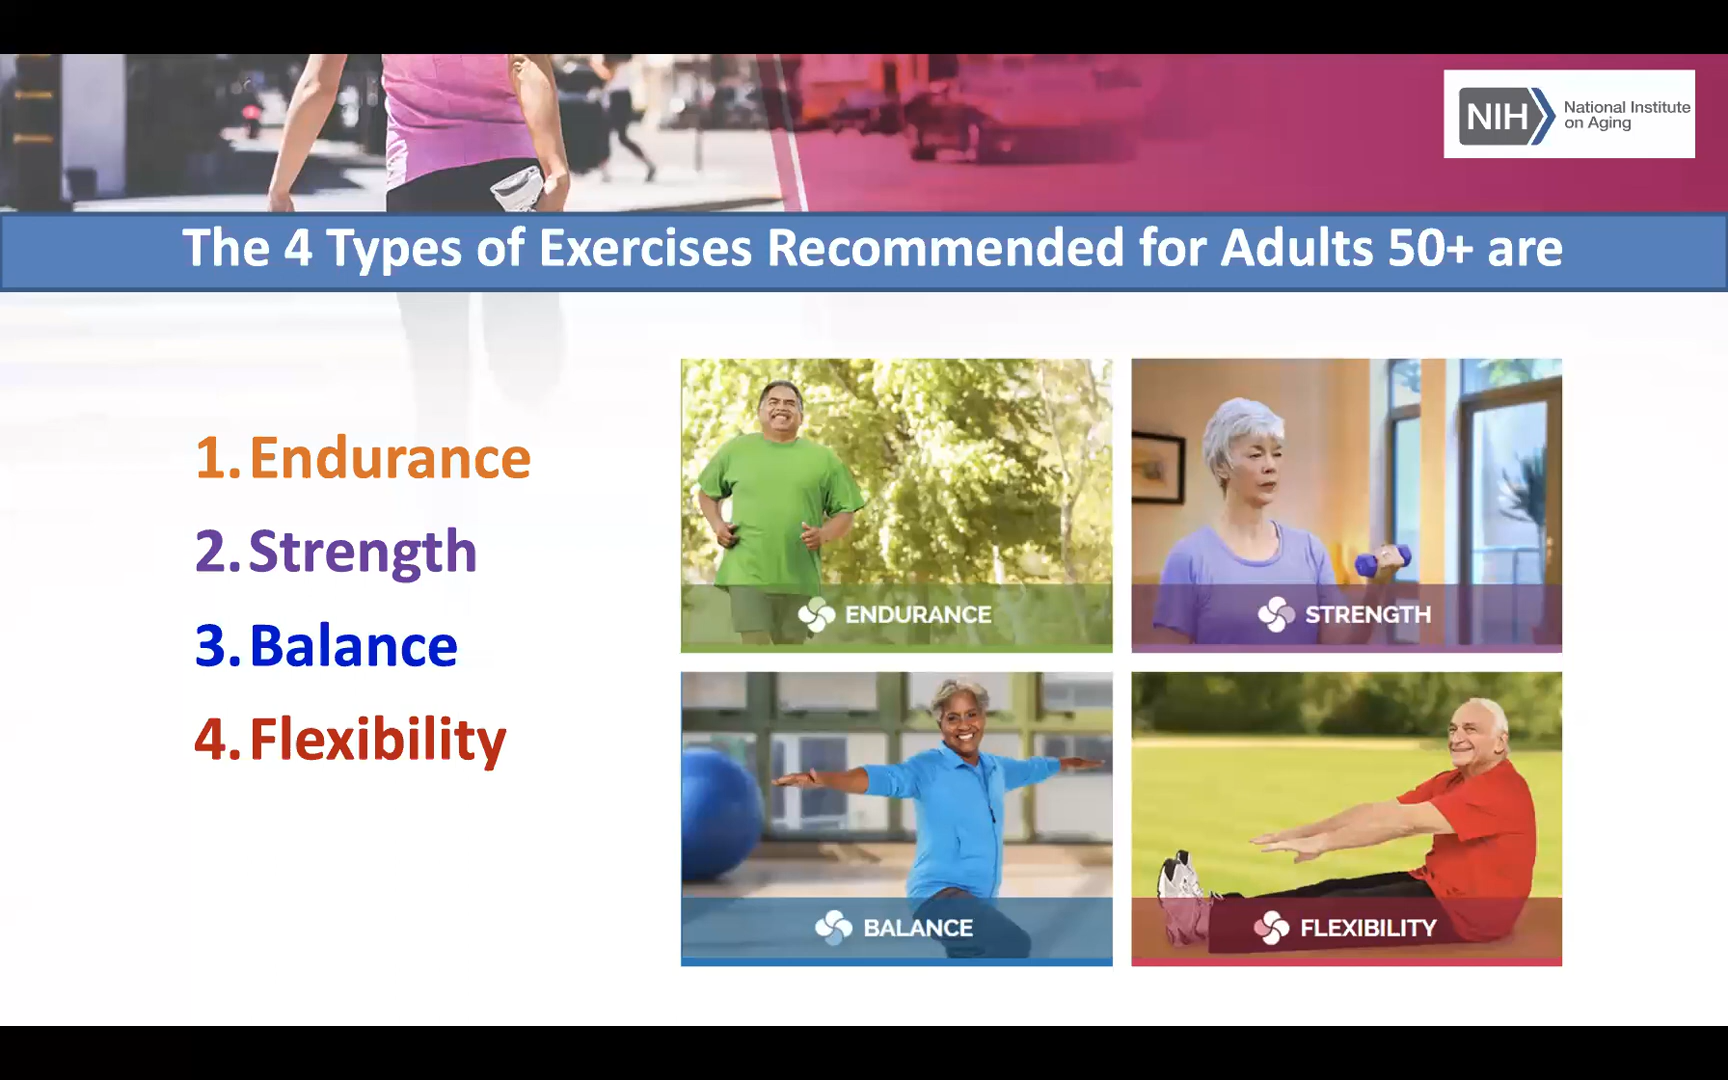 NIH
National Institute
on Aging
The 4 Types of Exercises Recommended for Adults 50+ are
1. Endurance
2. Strength
3. Balance
4. Flexibility
ENDURANCE
STRENGTH
BALANCE
FLEXIBILITY